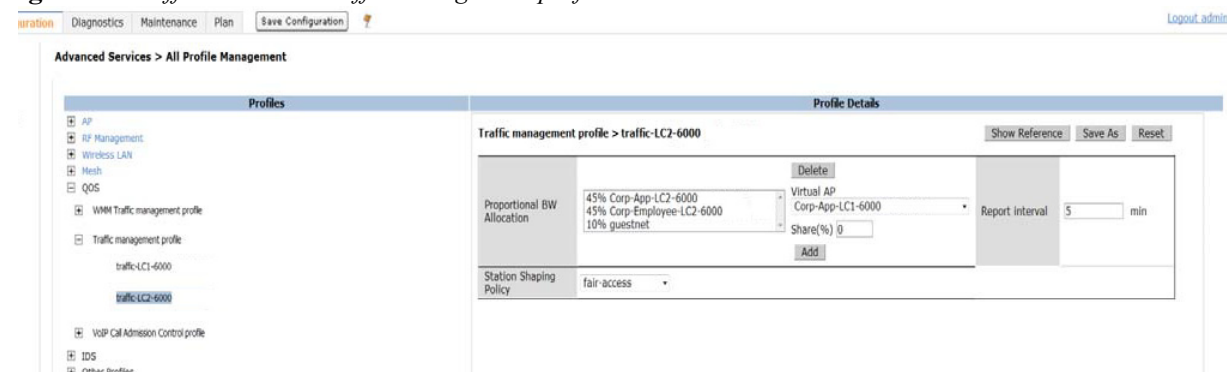 Diagnostics Maintenance Plan Save Configuration
Logout admin
Advanced Services > All Profile Management
Profiles
AP
RF Management
Wireless LAN
Mesh
QOS
WMM Traffic management profile
Traffic management profile
traffic-LC1-6000
traffic-LC2-6000
VoIP Call Admission Control profile
IDS
Other Profiles
Profile Details
Traffic management profile > traffic-LC2-6000
Show Reference Save As Reset
Proportional BW Allocation
45% Corp-App-LC2-6000
45% Corp-Employee-LC2-6000
10% guestnet
Delete
Virtual AP
Corp-App-LC1-6000
Share(%) 0
Add
Report interval 5 min
Station Shaping Policy
fair-access